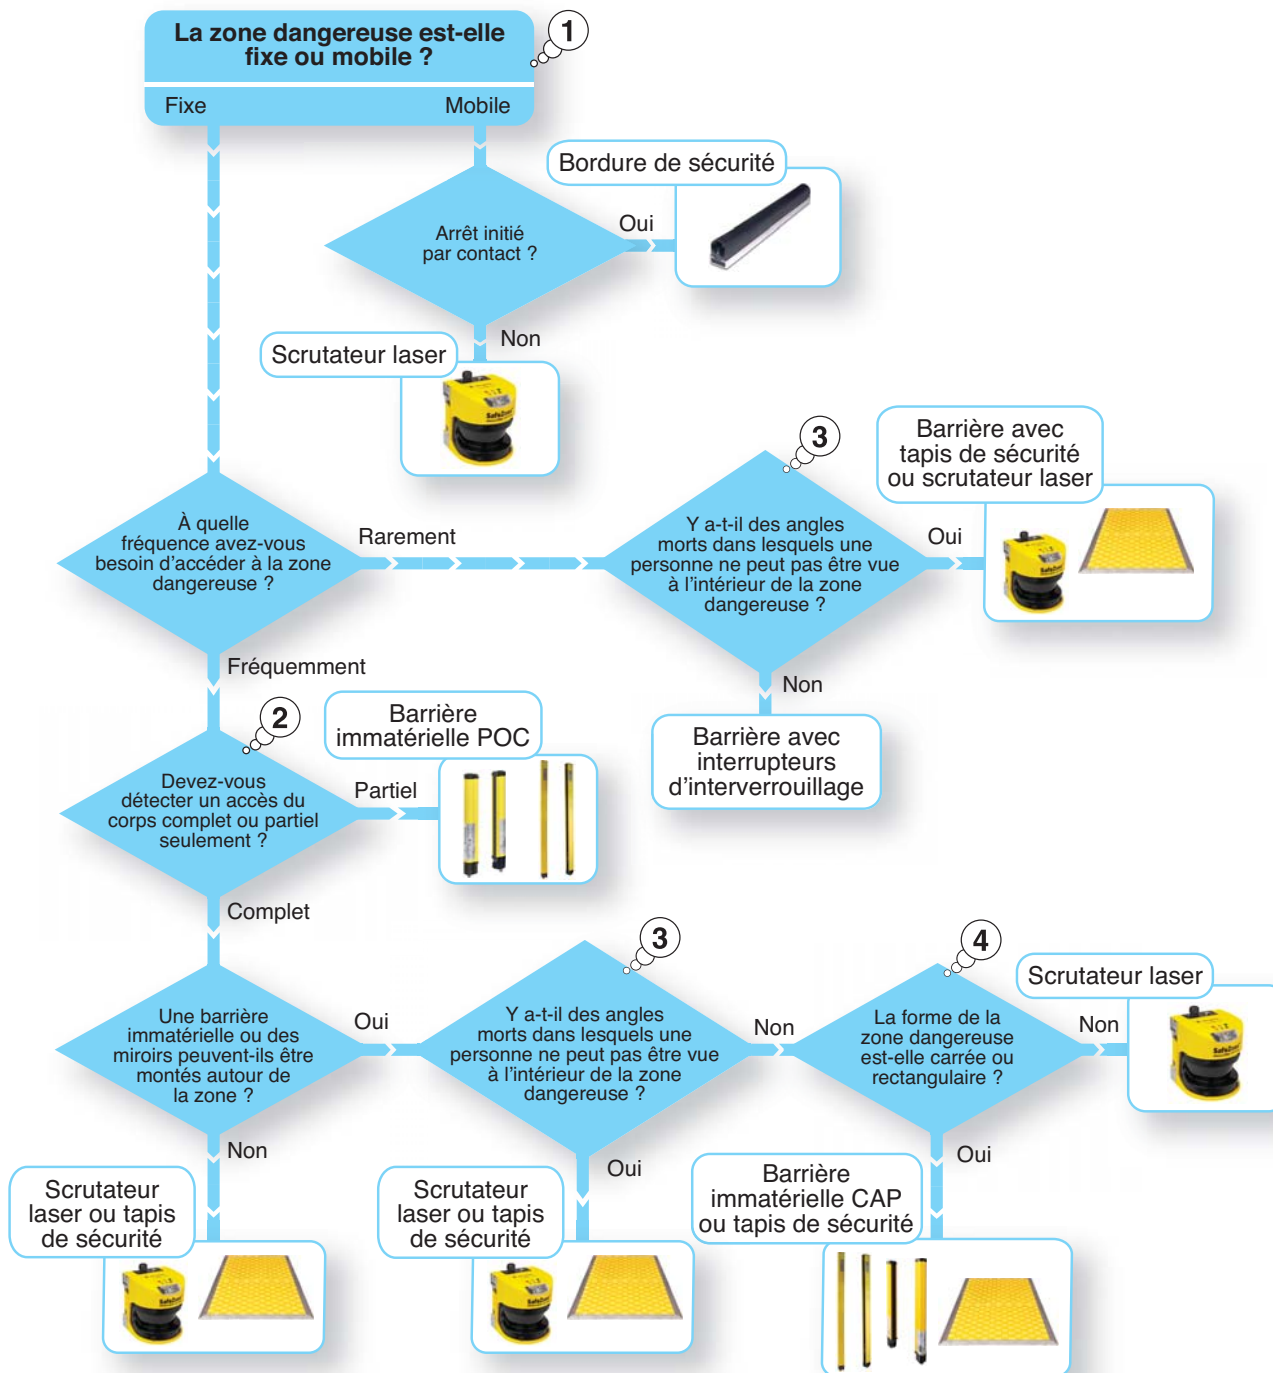 La zone dangereuse est-elle
fixe ou mobile ?
1
Fixe
Mobile
Bordure de sécurité
Arrêt initié
par contact ?
Oui
Non
Scrutateur laser
SafeZone
3
Barrière avec
tapis de sécurité
ou scrutateur laser
À quelle
fréquence avez-vous
besoin d'accéder à la zone
dangereuse ?
Rarement
Y a-t-il des angles
morts dans lesquels une
personne ne peut pas être vue
à l'intérieur de la zone
dangereuse ?
Oui
SafeZone
Fréquemment
Non
2
Barrière
immatérielle POC
Barrière avec
interrupteurs
d'interverrouillage
Devez-vous
détecter un accès du
corps complet ou partiel
seulement ?
Partiel
Complet
3
4
Scrutateur laser
Une barrière
immatérielle ou des
miroirs peuvent-ils être
montés autour de
la zone ?
Oui
Y a-t-il des angles
morts dans lesquels une
personne ne peut pas être vue
à l'intérieur de la zone
dangereuse ?
Non
La forme de la
zone dangereuse
est-elle carrée ou
rectangulaire ?
Non
SafeZone
Non
Oui
Oui
Scrutateur
laser ou tapis
de sécurité
SafeZone
Scrutateur
laser ou tapis
de sécurité
SafeZone
Barrière
immatérielle CAP
ou tapis de sécurité